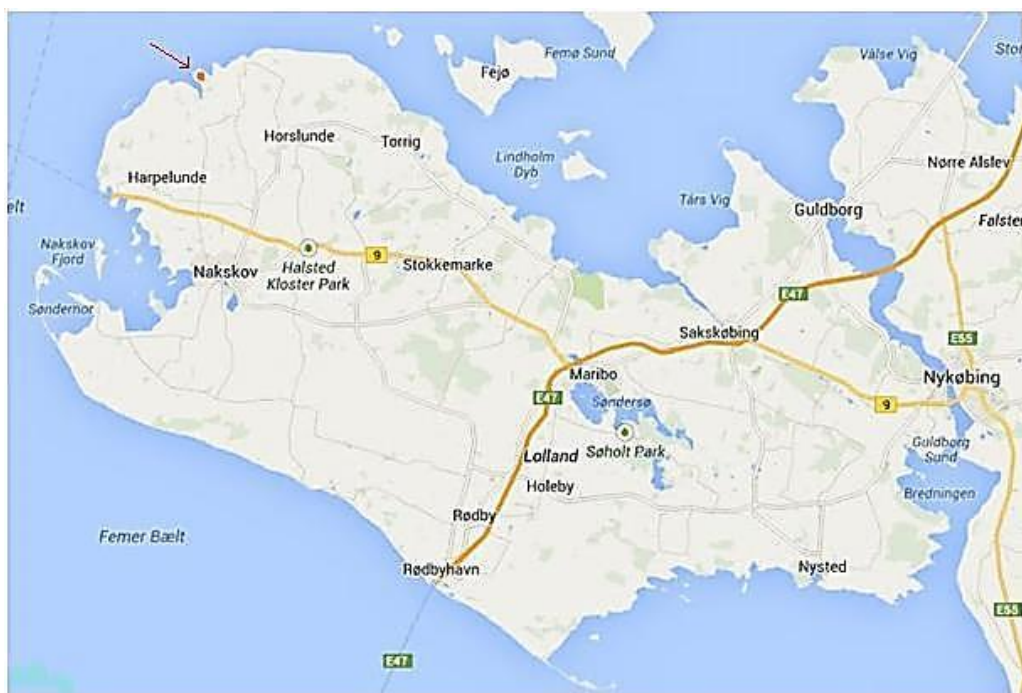 Vålse Vig
Femø Sund
Fejø
Horslunde
Torrig
Lindholm
Dyb
Nørre Alslev
Harpelunde
Tårs Vig
Guldborg
Falster
Nakskov
Fjord
9
Halsted
Kloster Park
Stokkemarke
Nakskov
E47
Søndernor
Sakskøbing
E55
Maribo
Nykøbing
E47
Søndersø
9
Lolland
Søholt Park
Guldborg
Sund
Holeby
Bredningen
Rødby
Femer Bælt
Rødbyhavn
Nysted
E55
E47